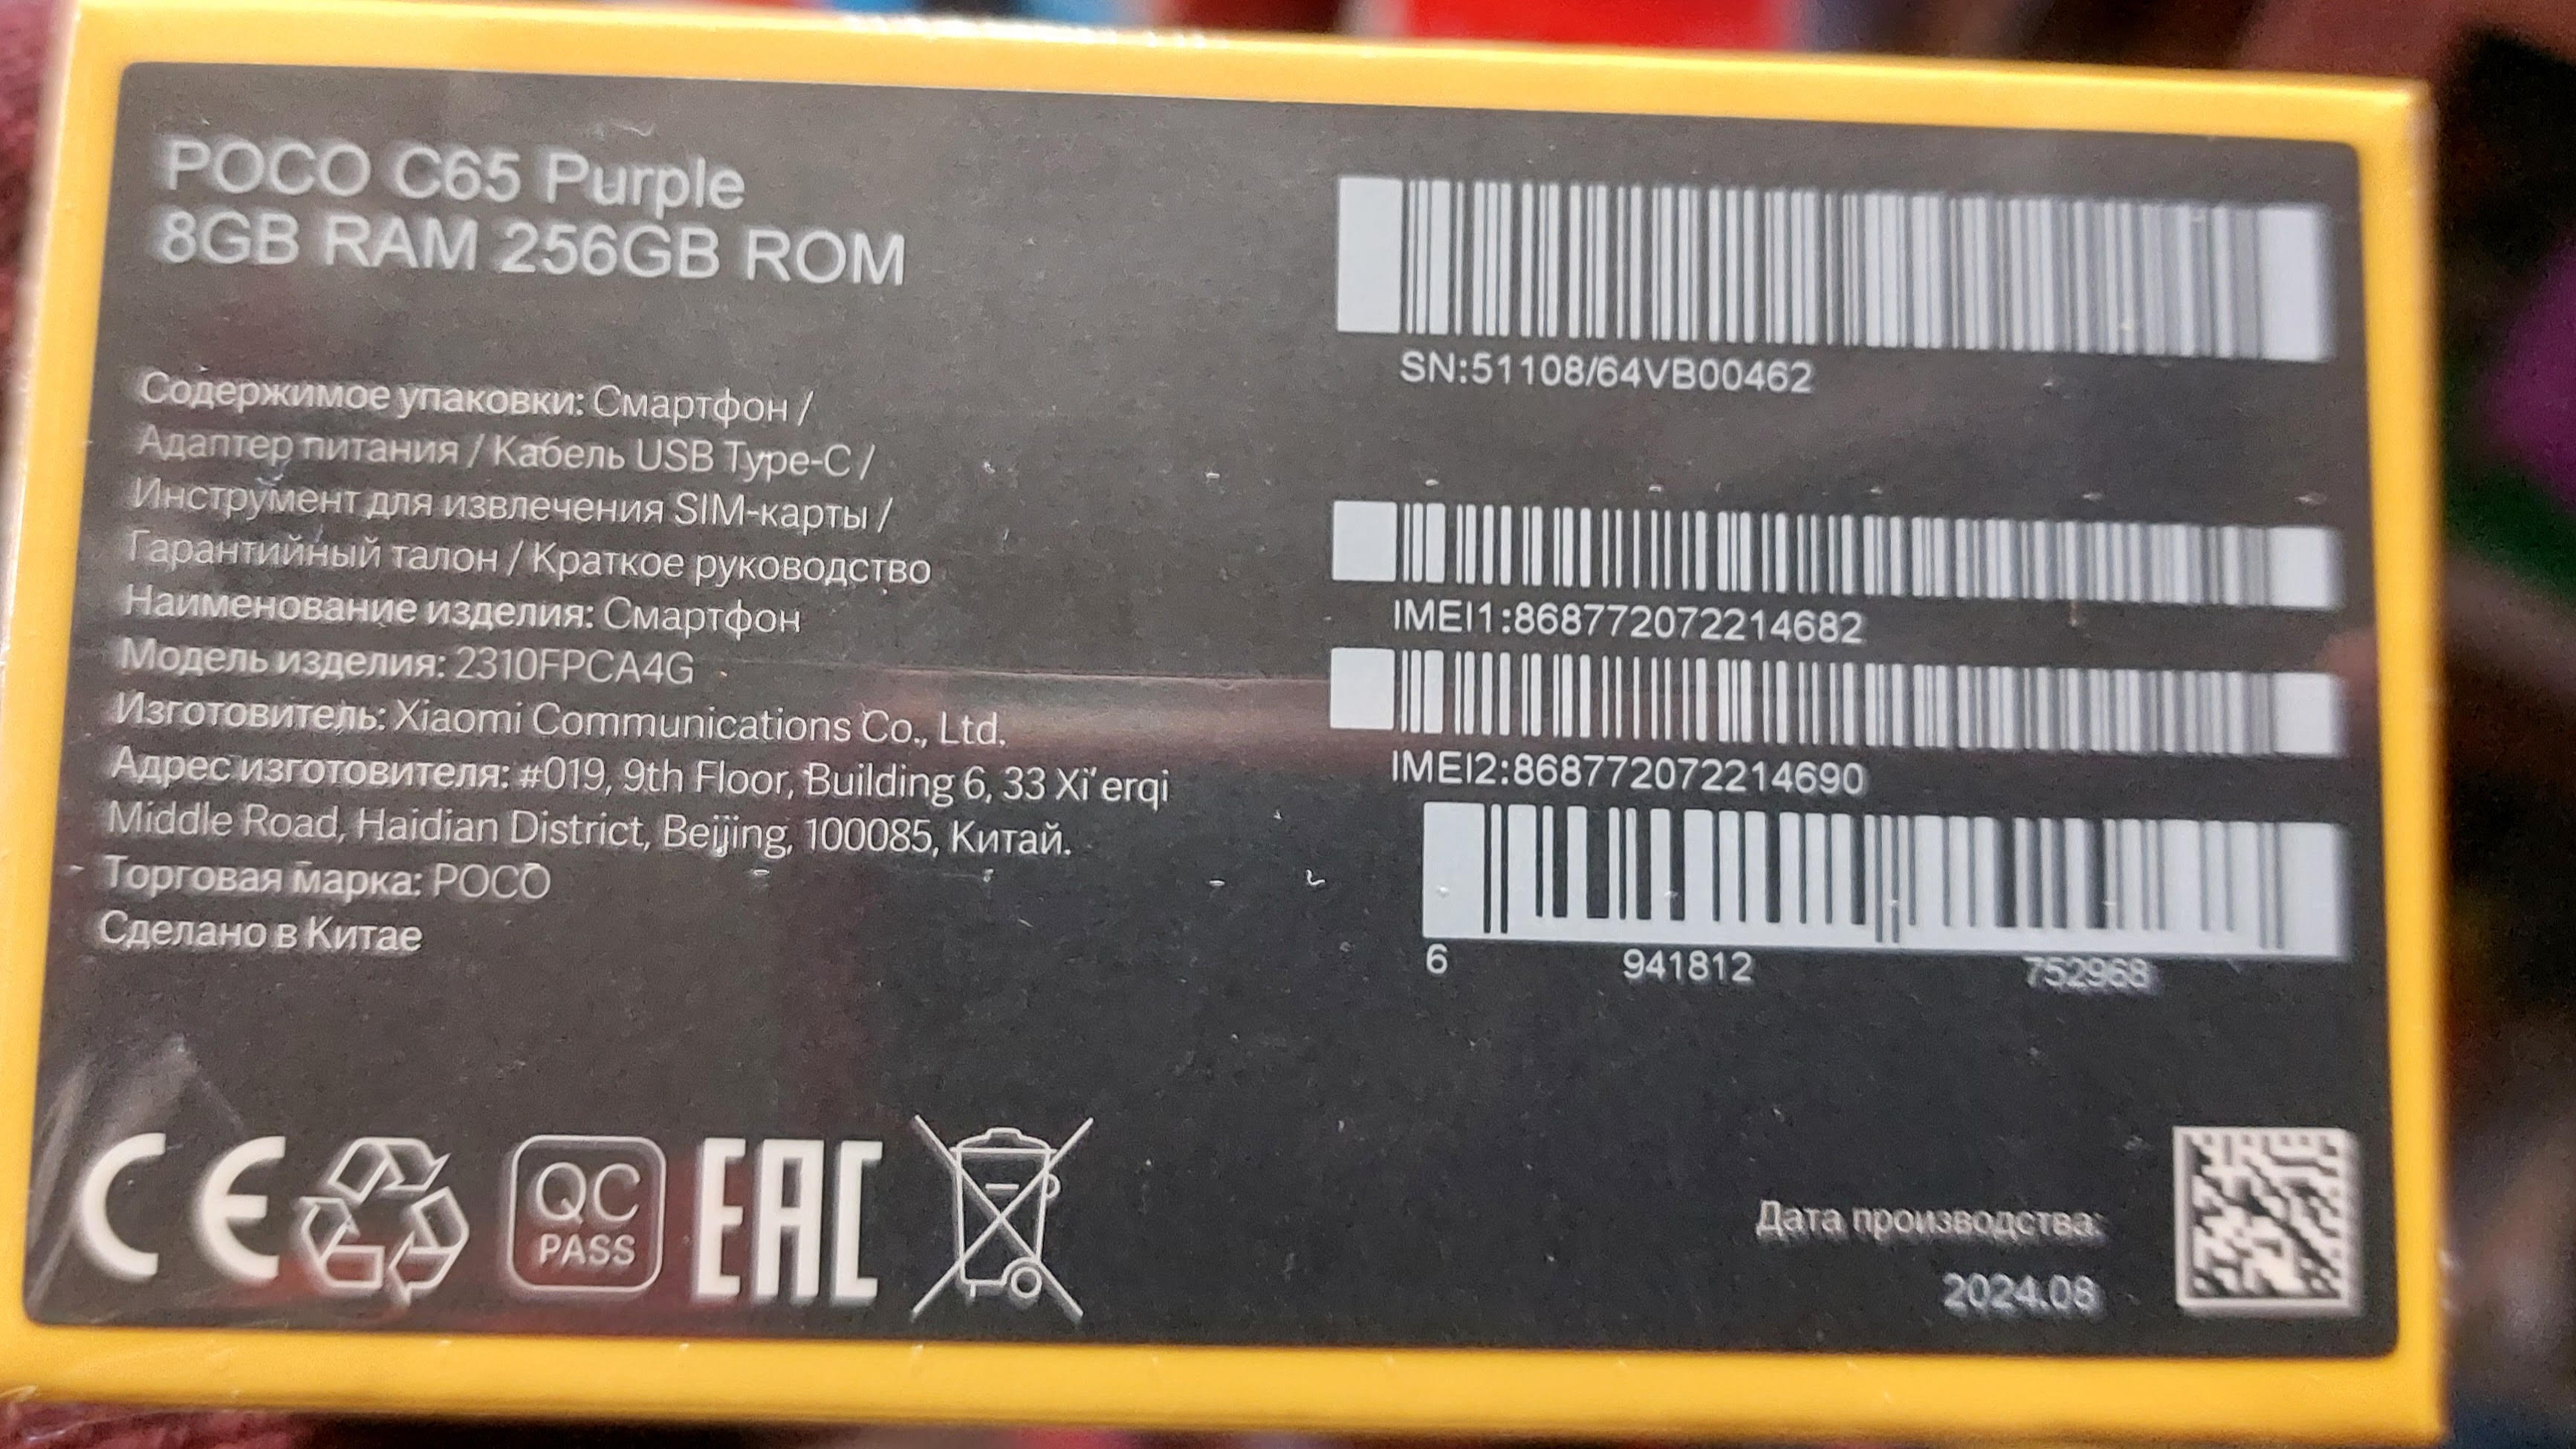 POCO C65 Purple
8GB RAM 256GB ROM
Содержимое упаковки: Смартфон /
Адаптер питания / Кабель USB Type-C /
Инструмент для извлечения SIM-карты /
Гарантийный талон / Краткое руководство
Наименование изделия: Смартфон
Модель изделия: 2310FPCA4G
Изготовитель: Xiaomi Communications Co., Ltd.
Адрес изготовителя: #019, 9th Floor, Building 6, 33 Xi'erqi
Middle Road, Haidian District, Beijing, 100085, Китай.
Торговая марка: POCO
Сделано в Китае
SN:51108/64VB00462
IMEI1:868772072214682
IMEI2:868772072214690
6 941812 752968
CE
QC
PASS
EAC
Дата производства:
2024.08